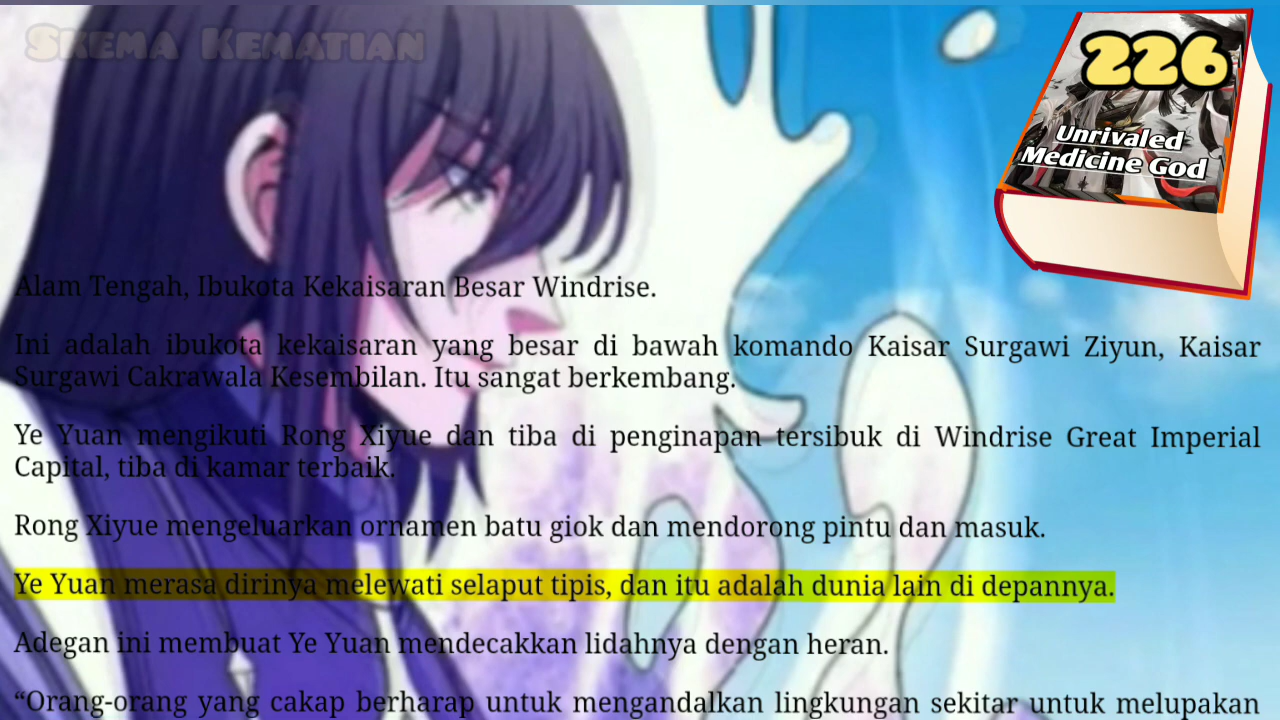 Skema Kematian
226
Unrivaled
Medicine God
Alam Tengah, Ibukota Kekaisaran Besar Windrise.
Ini adalah ibukota kekaisaran yang besar di bawah komando Kaisar Surgawi Ziyun, Kaisar
Surgawi Cakrawala Kesembilan. Itu sangat berkembang.
Ye Yuan mengikuti Rong Xiyue dan tiba di penginapan tersibuk di Windrise Great Imperial
Capital, tiba di kamar terbaik.
Rong Xiyue mengeluarkan ornamen batu giok dan mendorong pintu dan masuk.
Ye Yuan merasa dirinya melewati selaput tipis, dan itu adalah dunia lain di depannya.
Adegan ini membuat Ye Yuan mendecakkan lidahnya dengan heran.
“Orang-orang yang cakap berharap untuk mengandalkan lingkungan sekitar untuk melupakan